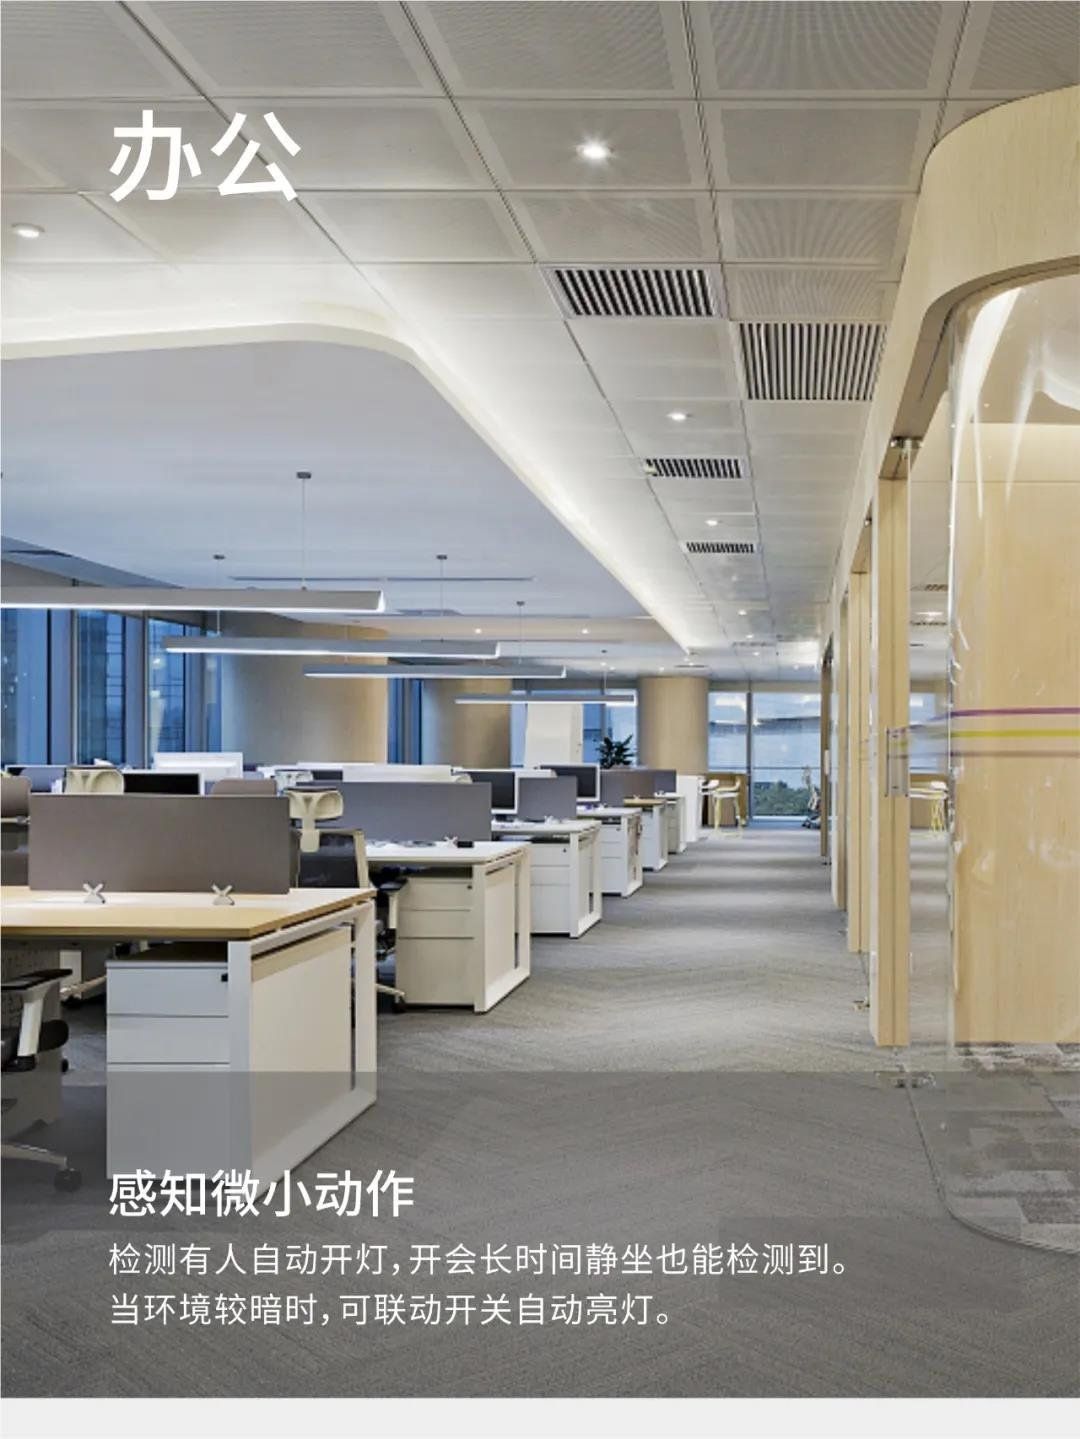 办公
感知微小动作
检测有人自动开灯，开会长时间静坐也能检测到。
当环境较暗时，可联动开关自动亮灯。